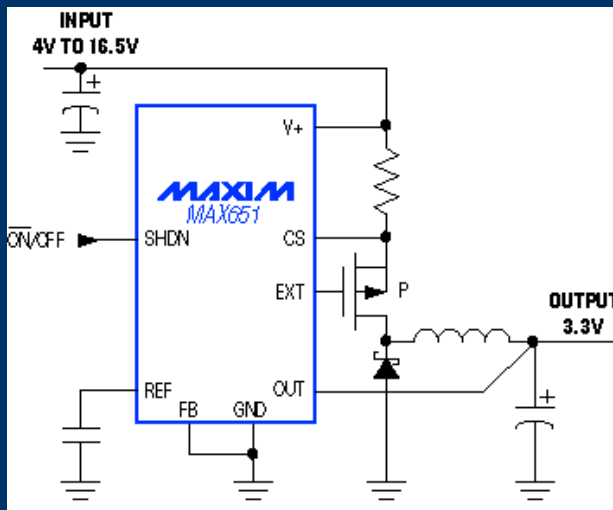 INPUT
4V TO 16.5V
+
V+
MAXIM
MAX651
ON/OFF
SHDN
CS
EXT
P
OUTPUT
3.3V
REF
OUT
FB
GND
+